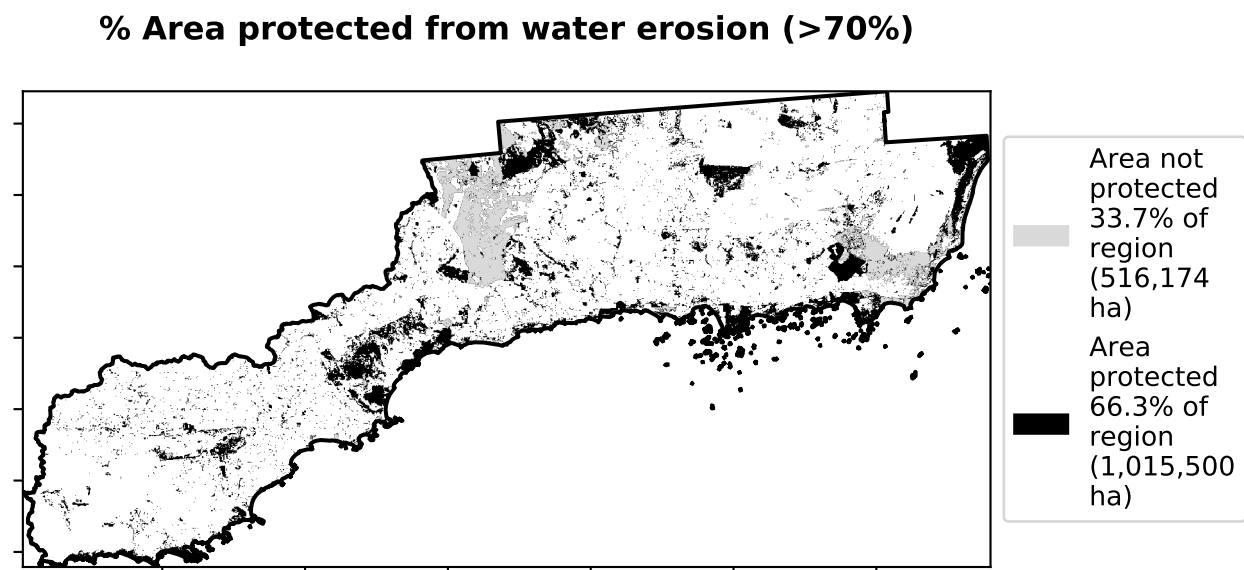 % Area protected from water erosion (>70%)
Area not
protected
33.7% of
region
(516,174
ha)
Area
protected
66.3% of
region
(1,015,500
ha)